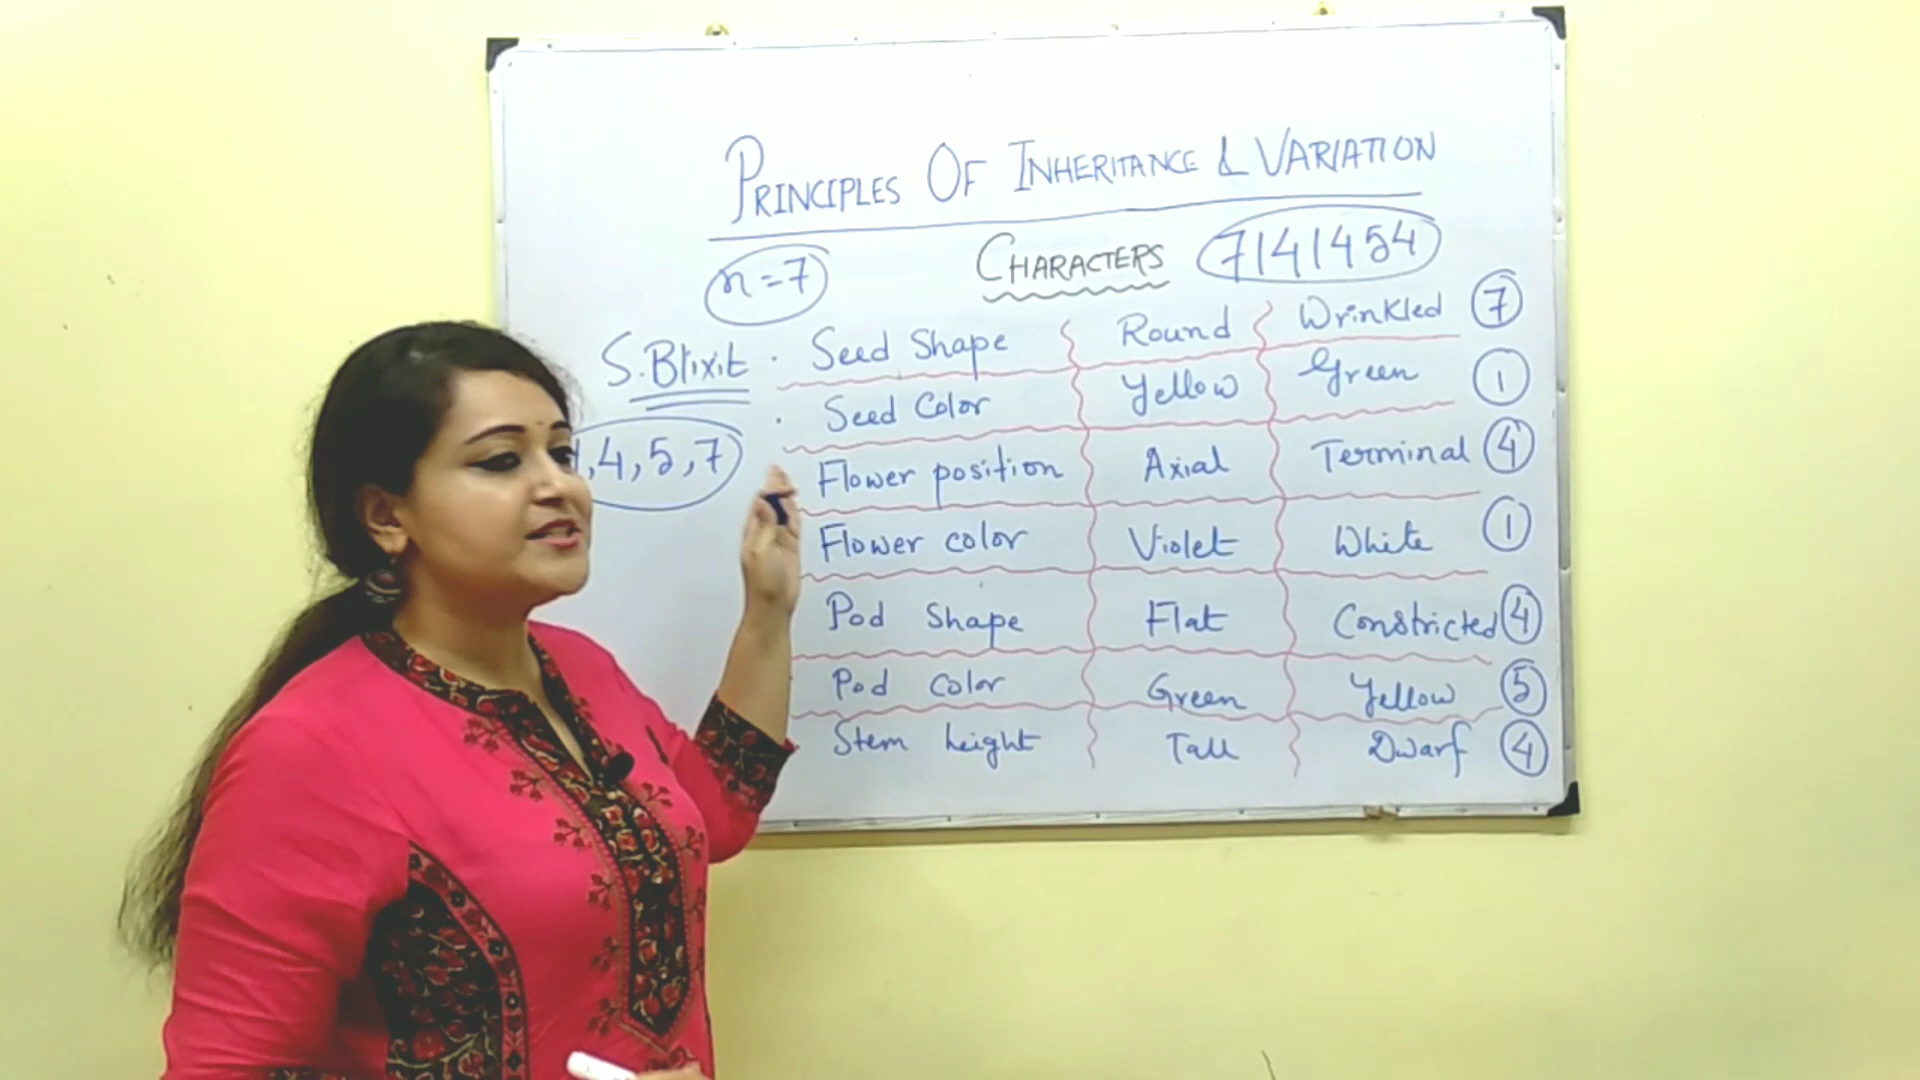 PRINCIPLES OF INHERITANCE & VARIATION
n=7 CHARACTERS 7141454
S.Blixit
,4,5,7
· Seed Shape Round Wrinkled 7
· Seed Color Yellow Green 1
Flower position Axial Terminal 4
Flower color Violet White 1
Pod Shape Flat Constricted 4
Pod color Green Yellow 5
Stem height Tall Dwarf 4